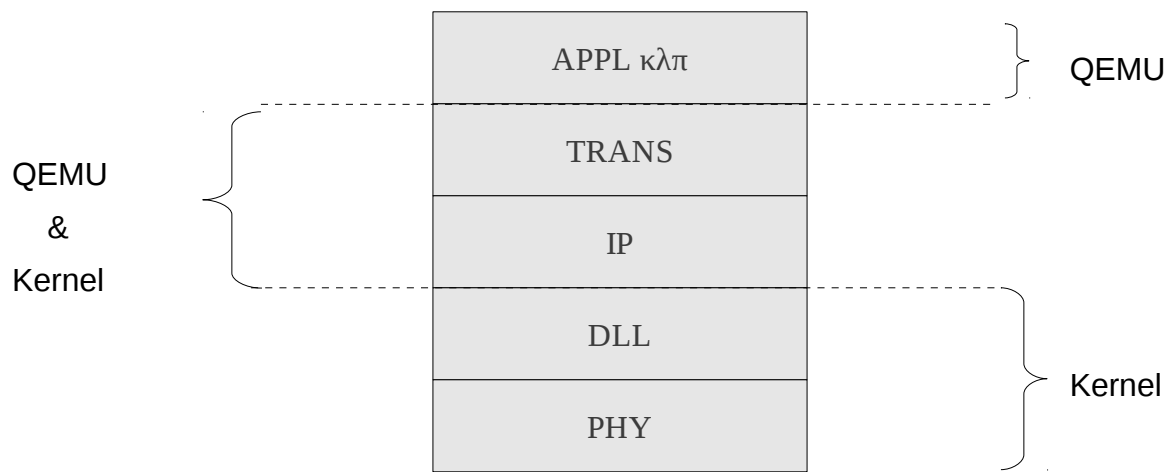 APPL κλπ
QEMU
TRANS
QEMU
&
Kernel
IP
DLL
Kernel
PHY